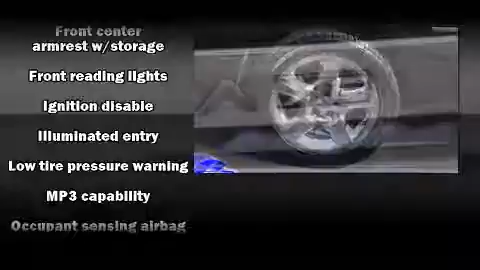 Front center
armrest w/storage
Front reading lights
Ignition disable
Illuminated entry
Low tire pressure warning
MP3 capability
Occupant sensing airbag